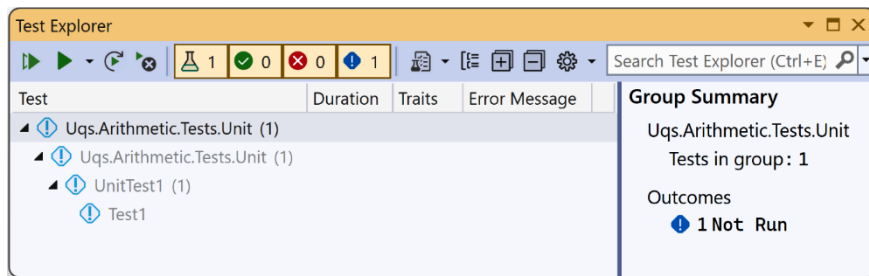 Test Explorer
1 0 0 1 Search Test Explorer (Ctrl+E)
Test Duration Traits Error Message
Uqs.Arithmetic.Tests.Unit (1)
Uqs.Arithmetic.Tests.Unit (1)
UnitTest1 (1)
Test1
Group Summary
Uqs.Arithmetic.Tests.Unit
Tests in group: 1
Outcomes
1 Not Run